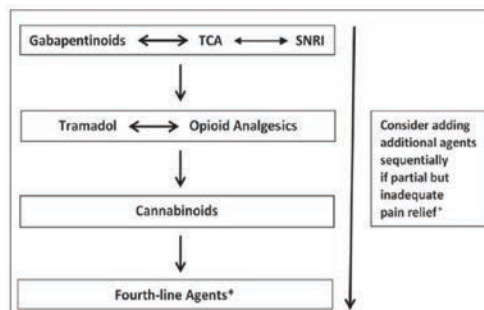 Gabapentinoids TCA SNRI
Tramadol Opioid Analgesics
Cannabinoids
Fourth-line Agents*
Consider adding
additional agents
sequentially
if partial but
inadequate
pain relief*